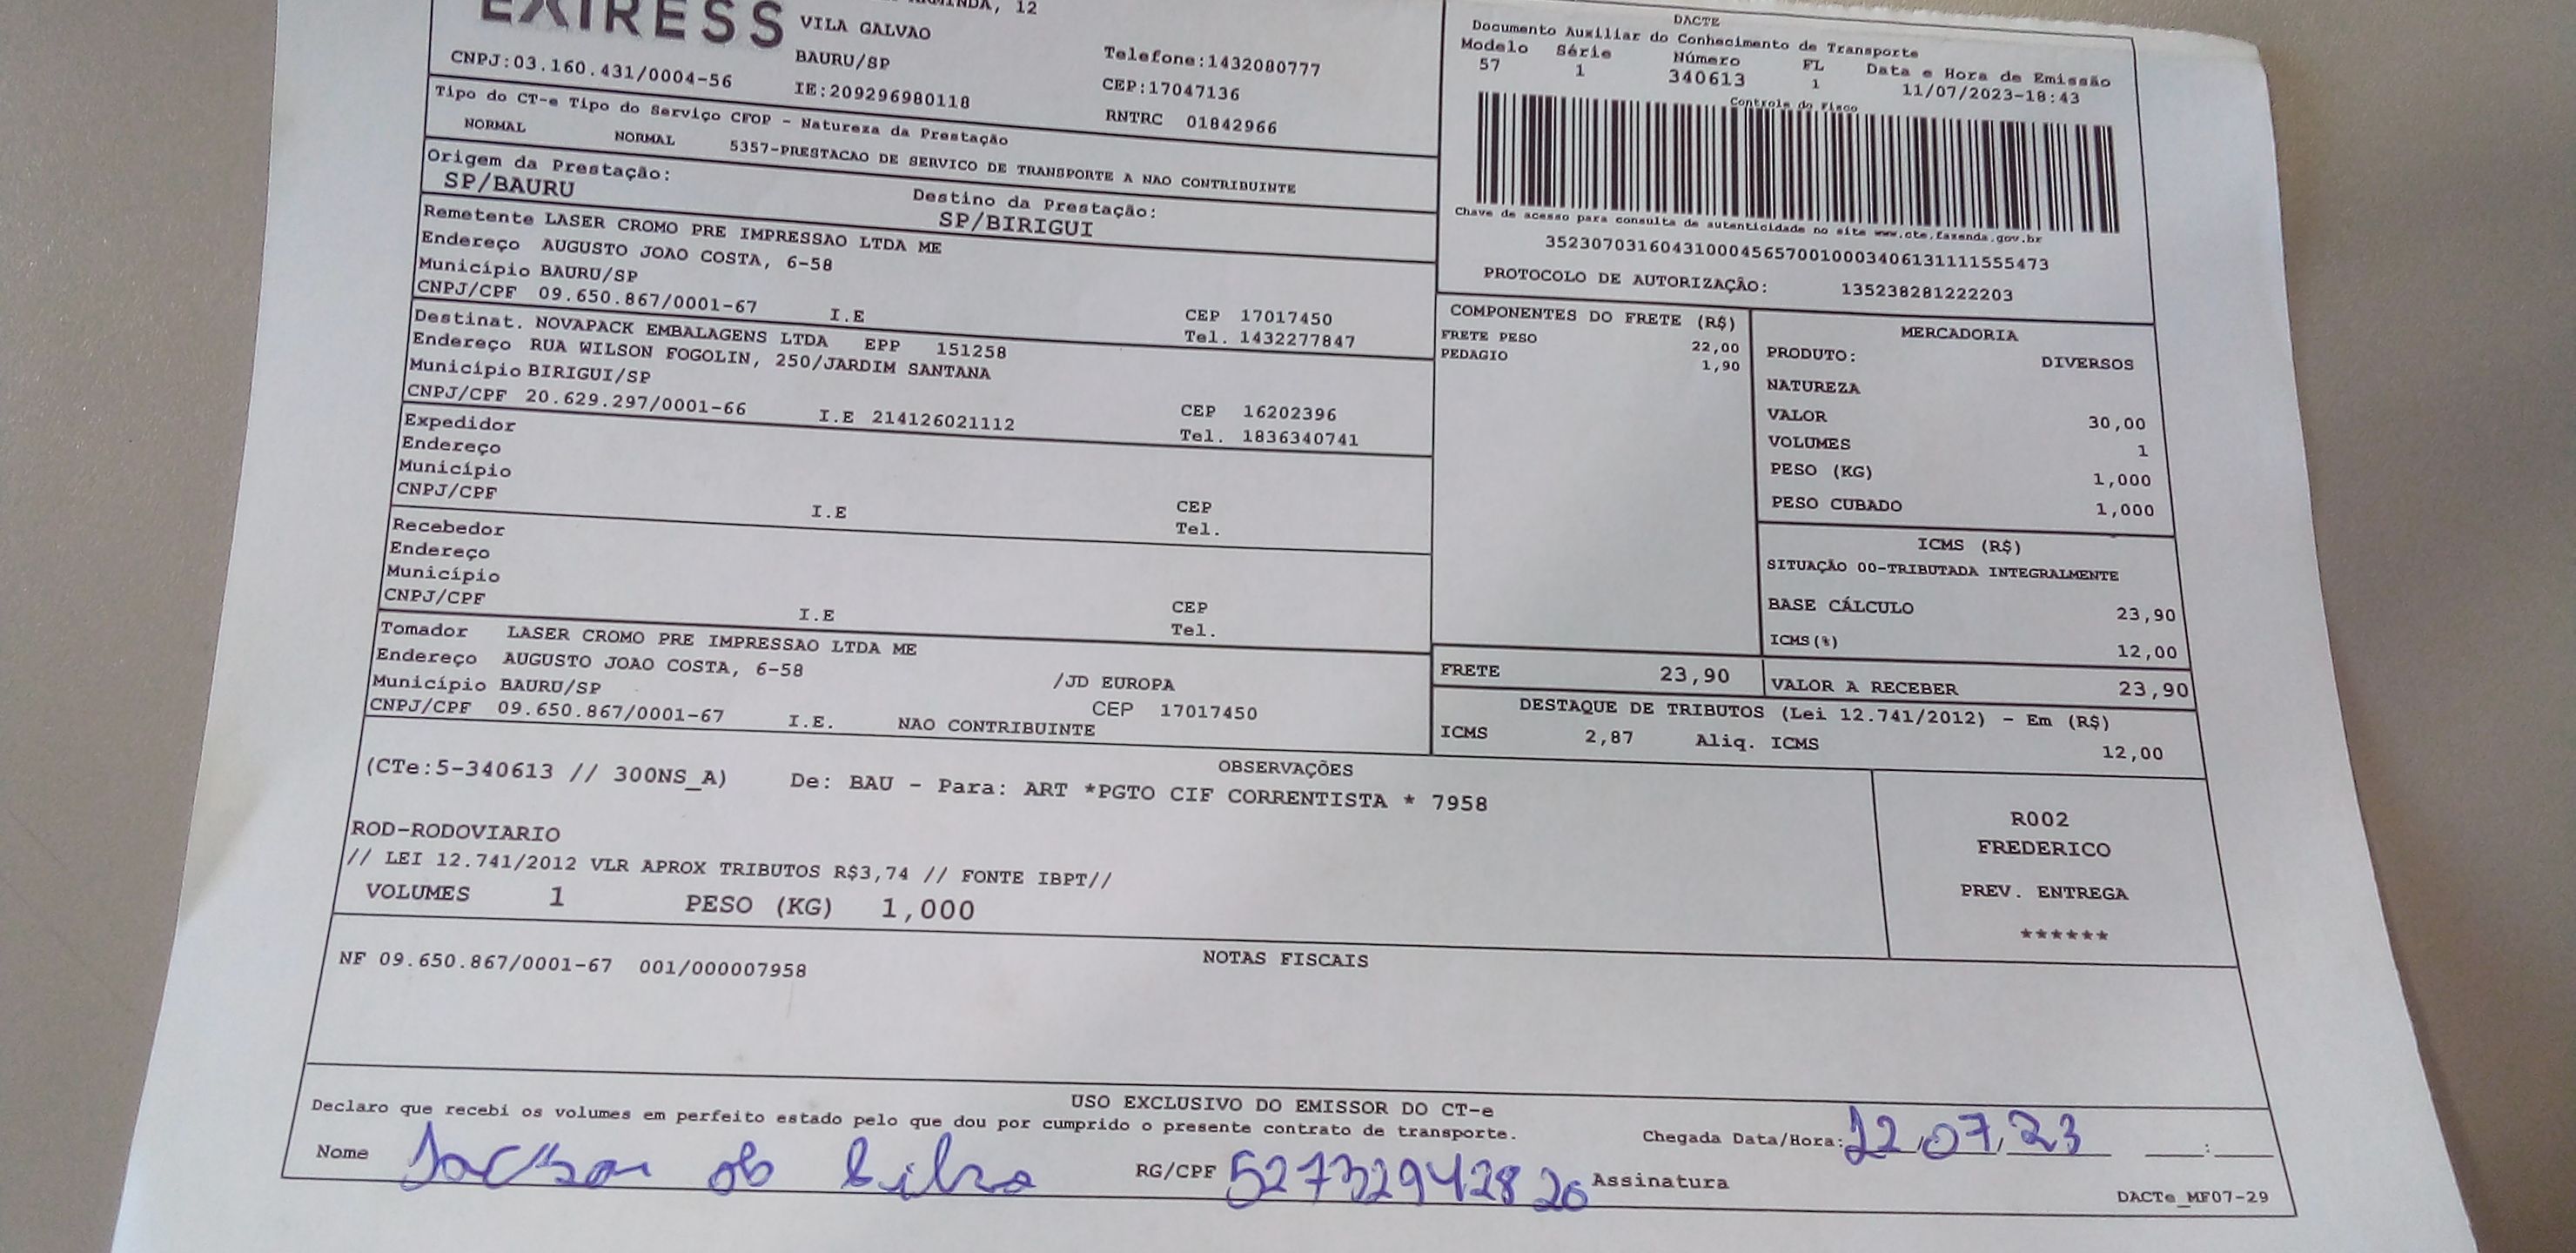 EXPRESS
ARMINDA, 12
VILA GALVAO
BAURU/SP
Telefone:1432080777
CNPJ:03.160.431/0004-56
IE:209296980118
CEP:17047136
RNTRC 01842966
Tipo do CT-e Tipo do Serviço CFOP - Natureza da Prestação
NORMAL NORMAL 5357-PRESTACAO DE SERVICO DE TRANSPORTE A NAO CONTRIBUINTE
Origem da Prestação:
SP/BAURU
Destino da Prestação:
SP/BIRIGUI
Remetente LASER CROMO PRE IMPRESSAO LTDA ME
Endereço AUGUSTO JOAO COSTA, 6-58
Município BAURU/SP
CEP 17017450
CNPJ/CPF 09.650.867/0001-67 I.E
Tel. 1432277847
Destinat. NOVAPACK EMBALAGENS LTDA EPP 151258
Endereço RUA WILSON FOGOLIN, 250/JARDIM SANTANA
Município BIRIGUI/SP
CEP 16202396
CNPJ/CPF 20.629.297/0001-66 I.E 214126021112
Tel. 1836340741
Expedidor
Endereço
Município
CEP
CNPJ/CPF I.E
Tel.
Recebedor
Endereço
Município
CEP
CNPJ/CPF I.E
Tel.
Tomador LASER CROMO PRE IMPRESSAO LTDA ME
Endereço AUGUSTO JOAO COSTA, 6-58 /JD EUROPA
Município BAURU/SP CEP 17017450
CNPJ/CPF 09.650.867/0001-67 I.E. NAO CONTRIBUINTE
DACTE
Documento Auxiliar do Conhecimento de Transporte
Modelo Série Número FL Data e Hora de Emissão
57 1 340613 1 11/07/2023-18:43
Controle do Fisco
Chave de acesso para consulta de autenticidade no site www.cte.fazenda.gov.br
35230703160431000456570010003406131111555473
PROTOCOLO DE AUTORIZAÇÃO: 135238281222203
COMPONENTES DO FRETE (R$)
FRETE PESO 22,00
PEDAGIO 1,90
MERCADORIA
PRODUTO: DIVERSOS
NATUREZA
VALOR 30,00
VOLUMES 1
PESO (KG) 1,000
PESO CUBADO 1,000
ICMS (R$)
SITUAÇÃO 00-TRIBUTADA INTEGRALMENTE
BASE CÁLCULO 23,90
ICMS(%) 12,00
FRETE 23,90 VALOR A RECEBER 23,90
DESTAQUE DE TRIBUTOS (Lei 12.741/2012) - Em (R$)
ICMS 2,87 Aliq. ICMS 12,00
OBSERVAÇÕES
(CTe:5-340613 // 300NS_A) De: BAU - Para: ART *PGTO CIF CORRENTISTA * 7958
ROD-RODOVIARIO
// LEI 12.741/2012 VLR APROX TRIBUTOS R$3,74 // FONTE IBPT//
VOLUMES 1 PESO (KG) 1,000
R002
FREDERICO
PREV. ENTREGA
******
NOTAS FISCAIS
NF 09.650.867/0001-67 001/000007958
USO EXCLUSIVO DO EMISSOR DO CT-e
Declaro que recebi os volumes em perfeito estado pelo que dou por cumprido o presente contrato de transporte.
Chegada Data/Hora: 12/07/23 :
Nome Jackson da Silva RG/CPF 52732942820 Assinatura
DACTe_MF07-29